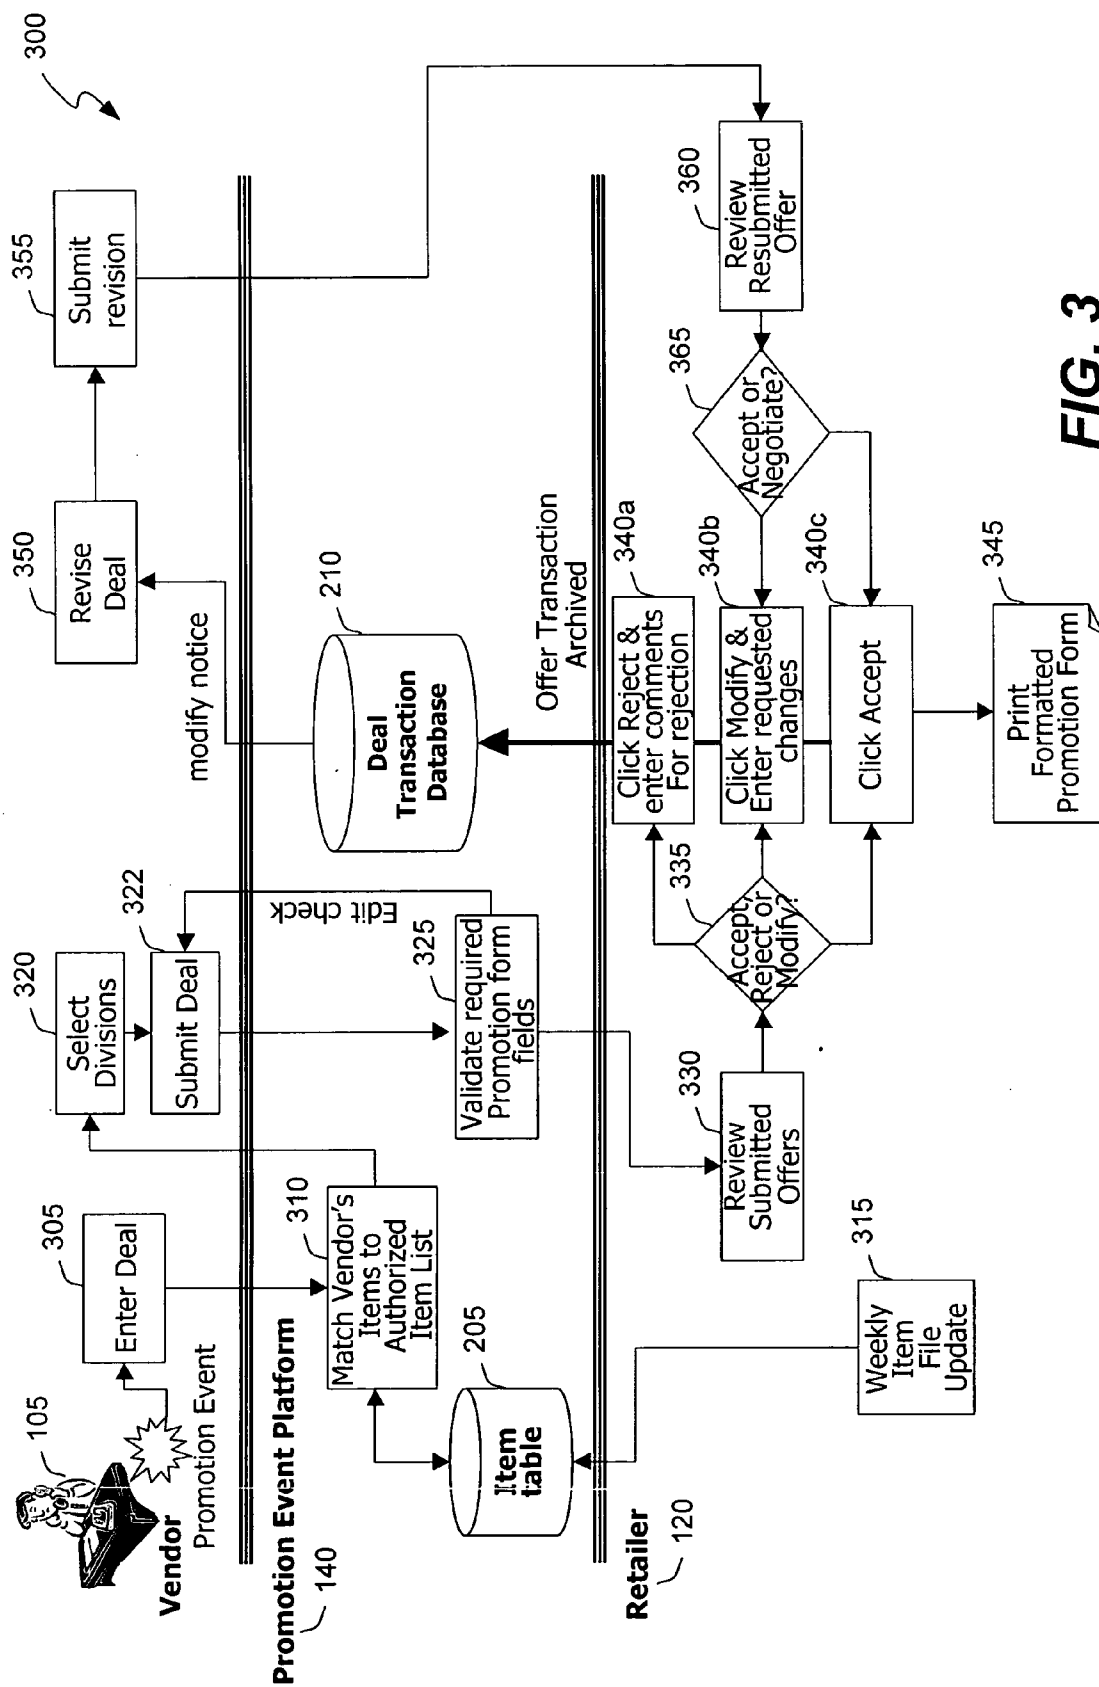 300
105
Vendor
Promotion Event
305
Enter Deal
320
Select
Divisions
322
Submit Deal
350
Revise
Deal
355
Submit
revision
modify notice
Edit check
Promotion Event Platform
140
310
Match Vendor's
Items to
Authorized
Item List
205
Item
table
325
Validate required
Promotion form
fields
210
Deal
Transaction
Database
Offer Transaction
Archived
Retailer
120
315
Weekly
Item
File
Update
330
Review
Submitted
Offers
335
Accept,
Reject or
Modify?
340a
Click Reject &
enter comments
For rejection
340b
Click Modify &
Enter requested
changes
340c
Click Accept
345
Print
Formatted
Promotion Form
360
Review
Resubmitted
Offer
365
Accept or
Negotiate?
FIG. 3